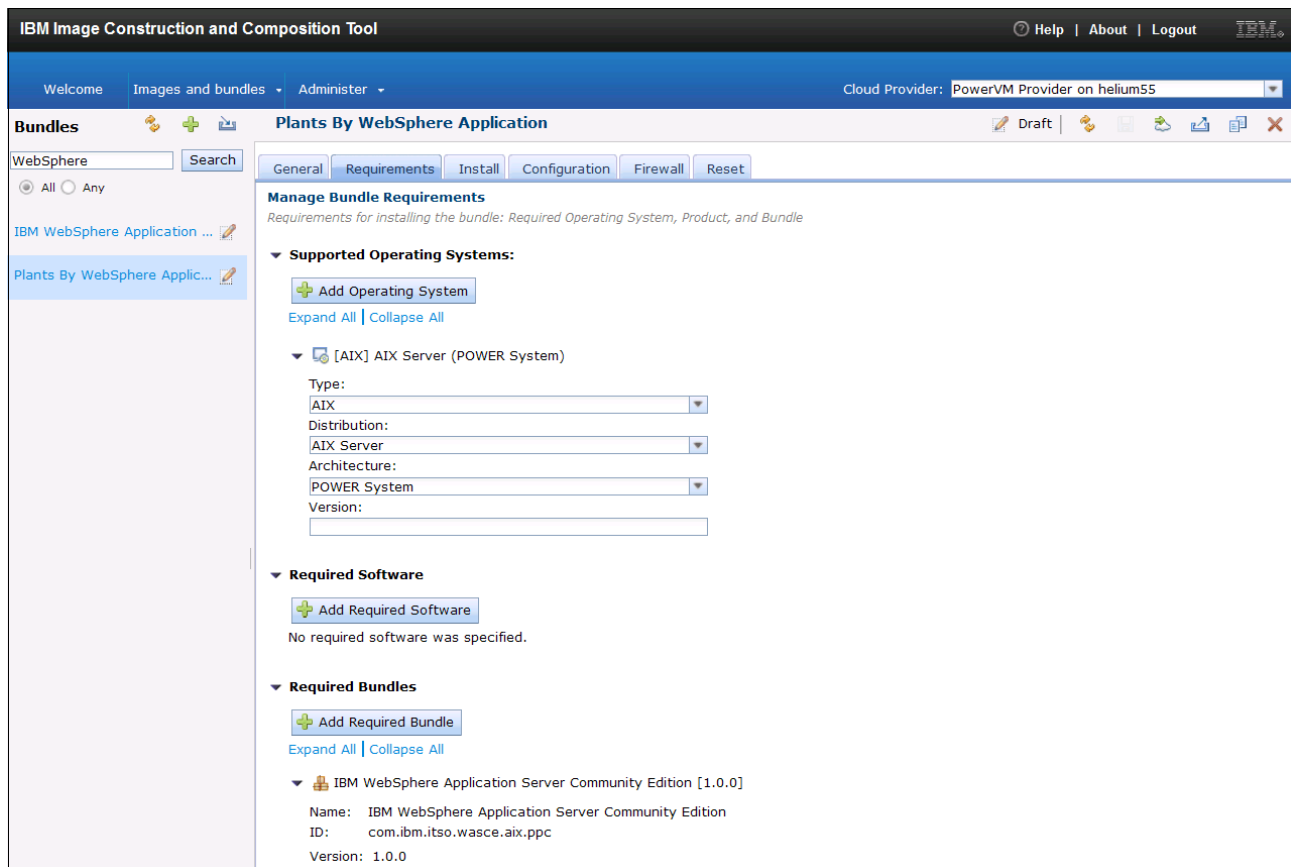 IBM Image Construction and Composition Tool
Help | About | Logout
IBM
Welcome
Images and bundles
Administer
Cloud Provider: PowerVM Provider on helium55
Bundles
WebSphere
Search
All Any
IBM WebSphere Application ...
Plants By WebSphere Applic...
Plants By WebSphere Application
Draft
General
Requirements
Install
Configuration
Firewall
Reset
Manage Bundle Requirements
Requirements for installing the bundle: Required Operating System, Product, and Bundle
Supported Operating Systems:
Add Operating System
Expand All | Collapse All
[AIX] AIX Server (POWER System)
Type:
AIX
Distribution:
AIX Server
Architecture:
POWER System
Version:
Required Software
Add Required Software
No required software was specified.
Required Bundles
Add Required Bundle
Expand All | Collapse All
IBM WebSphere Application Server Community Edition [1.0.0]
Name: IBM WebSphere Application Server Community Edition
ID: com.ibm.itso.wasce.aix.ppc
Version: 1.0.0